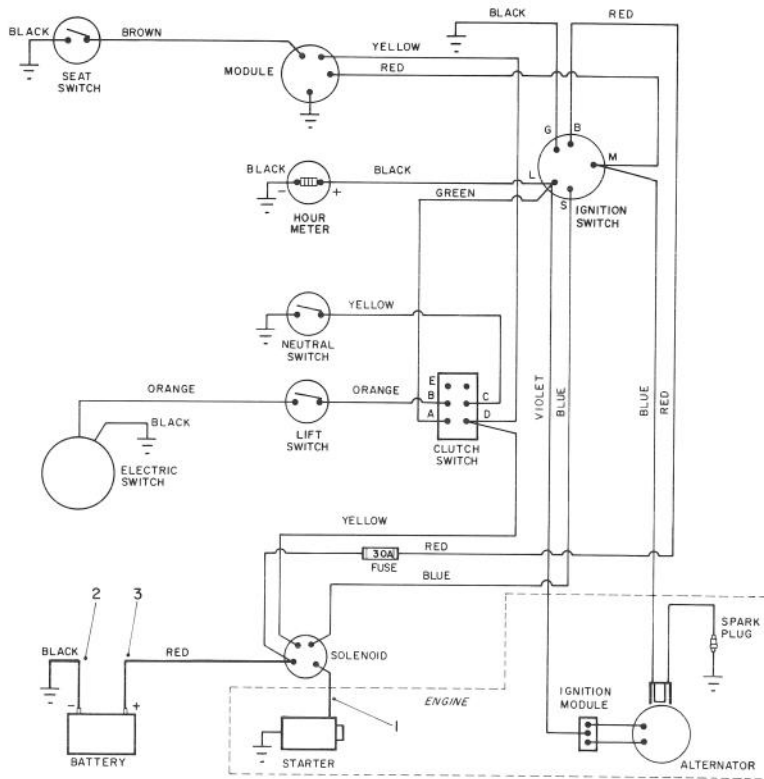 BLACK
RED
BLACK
BROWN
YELLOW
SEAT
SWITCH
MODULE
RED
G
B
M
BLACK
BLACK
L
GREEN
S
- +
HOUR
METER
IGNITION
SWITCH
YELLOW
NEUTRAL
SWITCH
E
ORANGE
ORANGE
B
C
A
D
VIOLET
BLUE
BLUE
RED
BLACK
LIFT
SWITCH
CLUTCH
SWITCH
ELECTRIC
SWITCH
YELLOW
RED
30A
FUSE
BLUE
2
3
SPARK
PLUG
BLACK
RED
SOLENOID
ENGINE
IGNITION
MODULE
- +
1
BATTERY
STARTER
ALTERNATOR